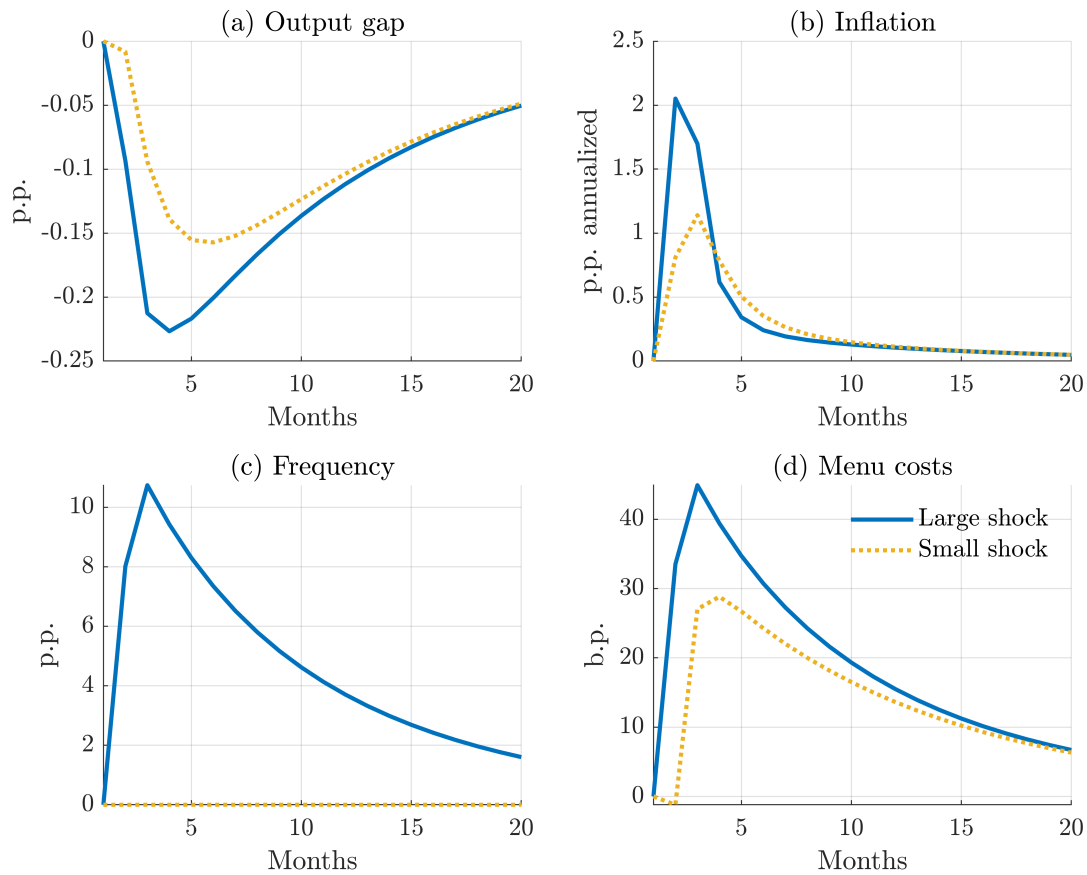 (a) Output gap
0
-0.05
-0.1
-0.15
-0.2
-0.25
p.p.
5 10 15 20
Months
(b) Inflation
2.5
2
1.5
1
0.5
0
p.p. annualized
5 10 15 20
Months
(c) Frequency
10
8
6
4
2
0
p.p.
5 10 15 20
Months
(d) Menu costs
40
30
20
10
0
b.p.
Large shock
Small shock
5 10 15 20
Months